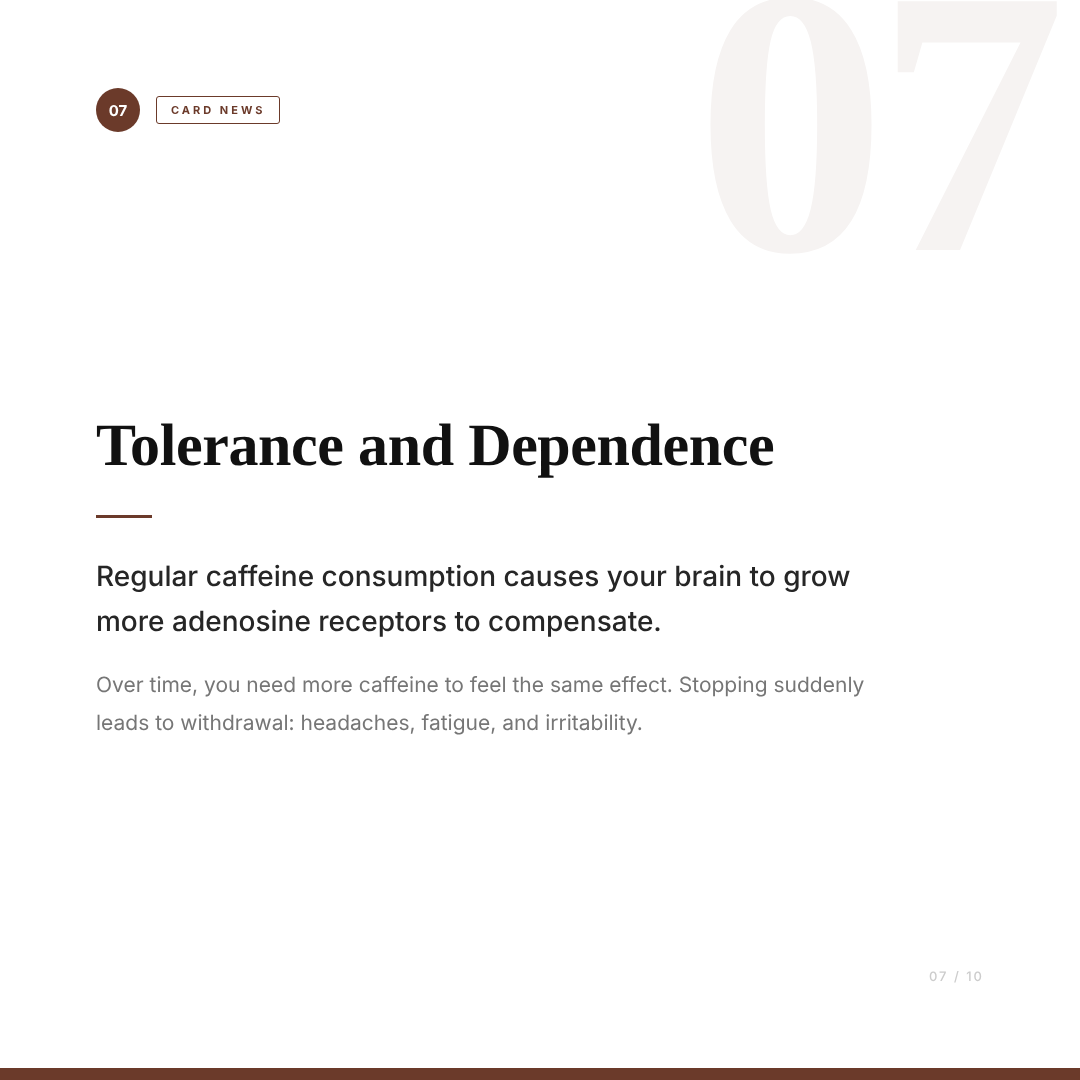 07
07
CARD NEWS
Tolerance and Dependence
Regular caffeine consumption causes your brain to grow
more adenosine receptors to compensate.
Over time, you need more caffeine to feel the same effect. Stopping suddenly
leads to withdrawal: headaches, fatigue, and irritability.
07 / 10